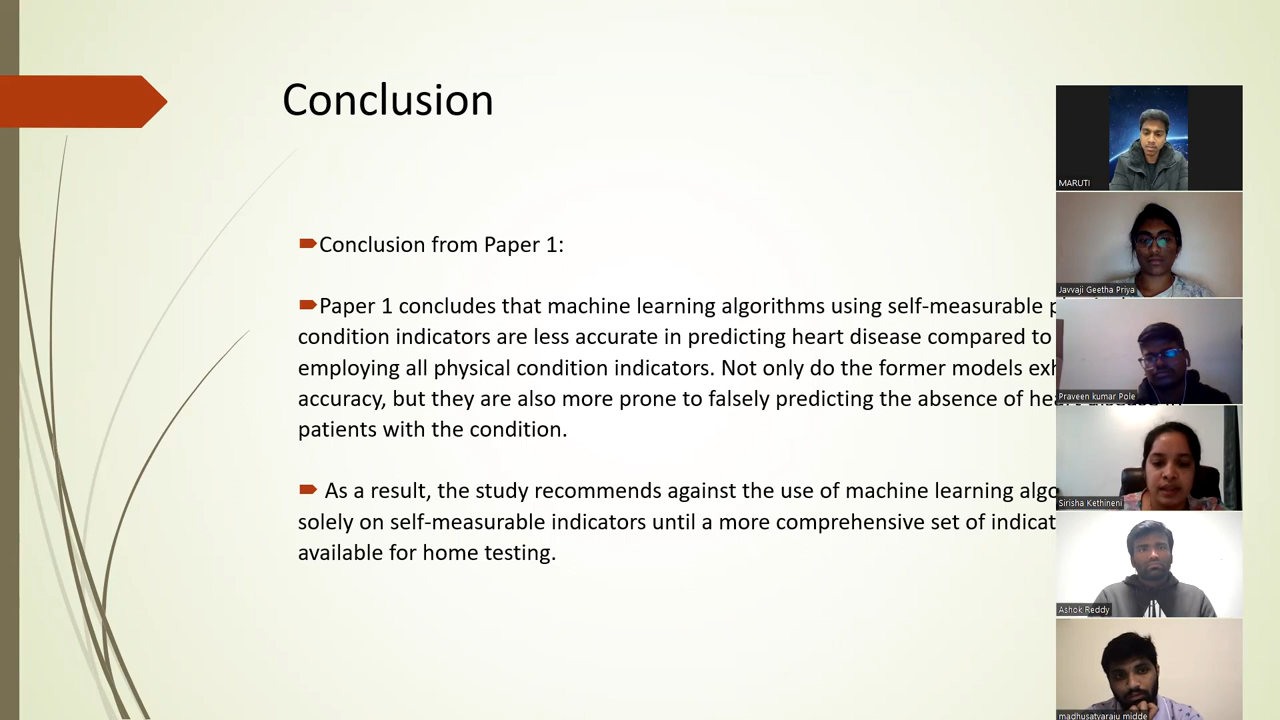 Conclusion
Conclusion from Paper 1:
Paper 1 concludes that machine learning algorithms using self-measurable
condition indicators are less accurate in predicting heart disease compared to
employing all physical condition indicators. Not only do the former models
accuracy, but they are also more prone to falsely predicting the absence of
patients with the condition.
As a result, the study recommends against the use of machine learning
solely on self-measurable indicators until a more comprehensive set of
available for home testing.
MARUTI
Javvaji Geetha Priya
Praveen kumar Pole
Sirisha Kethineni
Ashok Reddy
madhusatyaraju midde